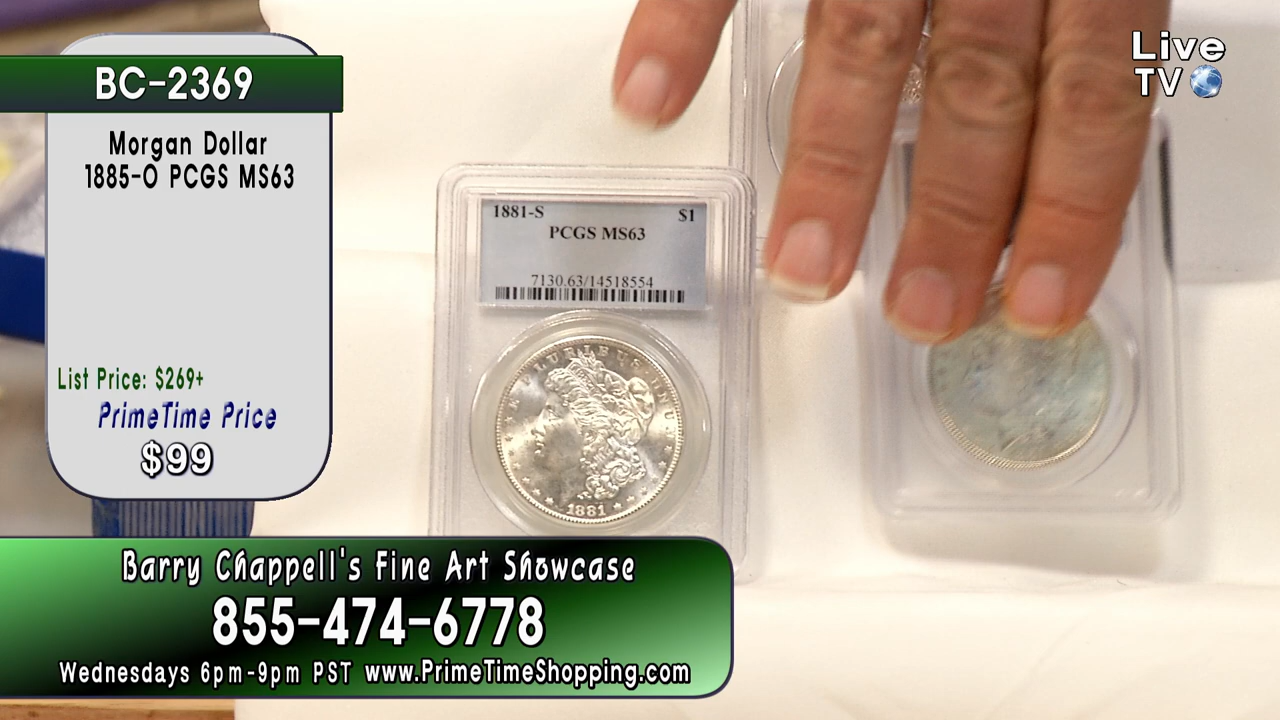 BC-2369
Morgan Dollar
1885-O PCGS MS63
List Price: $269+
PrimeTime Price
$99
Live
TV
1881-S $1
PCGS MS63
7130.63/14518554
PLURIBUS UNU
1881
Barry Chappell's Fine Art Showcase
855-474-6778
Wednesdays 6pm-9pm PST www.PrimeTimeShopping.com